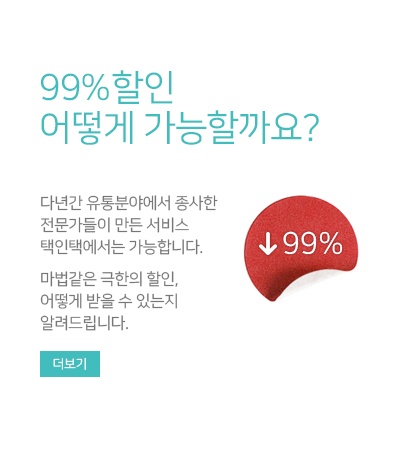 99%할인
어떻게 가능할까요?
다년간 유통분야에서 종사한
전문가들이 만든 서비스
택인택에서는 가능합니다.
↓99%
마법같은 극한의 할인,
어떻게 받을 수 있는지
알려드립니다.
더보기